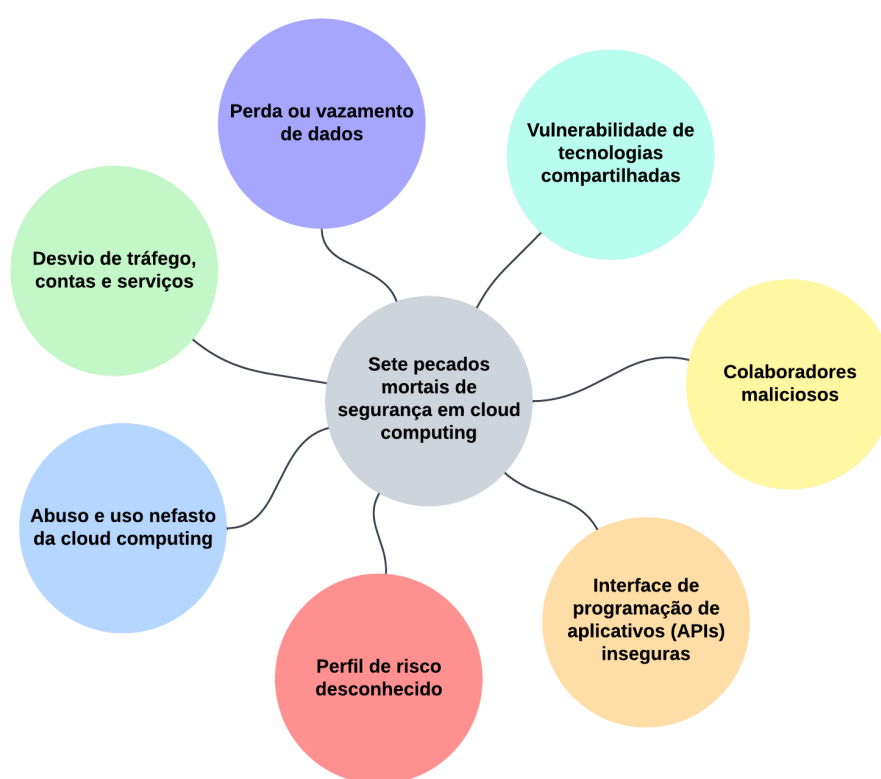 Perda ou vazamento
de dados
Vulnerabilidade de
tecnologias
compartilhadas
Desvio de tráfego,
contas e serviços
Sete pecados
mortais de
segurança em cloud
computing
Colaboradores
maliciosos
Abuso e uso nefasto
da cloud computing
Interface de
programação de
aplicativos (APIs)
inseguras
Perfil de risco
desconhecido